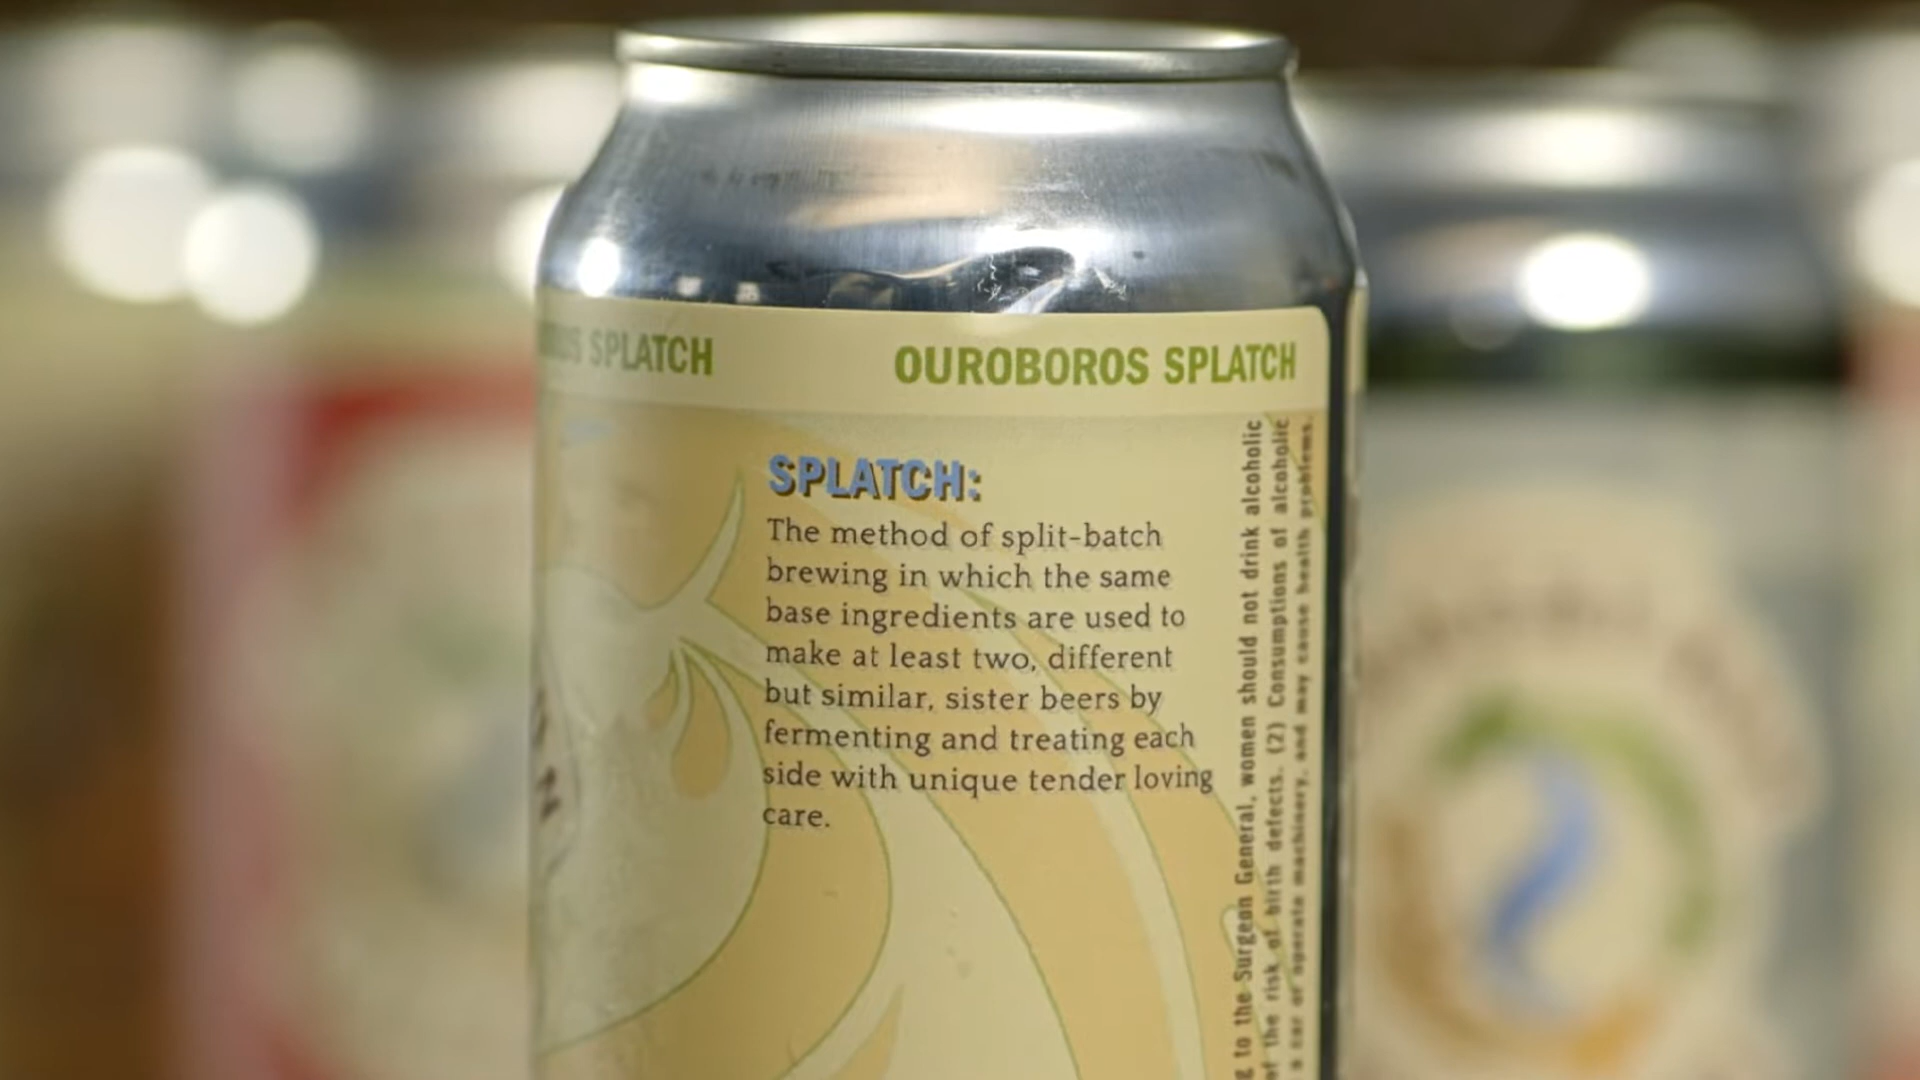 SPLATCH
OUROBOROS SPLATCH
SPLATCH:
The method of split-batch
brewing in which the same
base ingredients are used to
make at least two, different
but similar, sister beers by
fermenting and treating each
side with unique tender loving
care.
to the Surgeon General, women should not drink alcoholic
of the risk of birth defects. (2) Consumptions of alcoholic
a car or operate machinery, and may cause health problems.